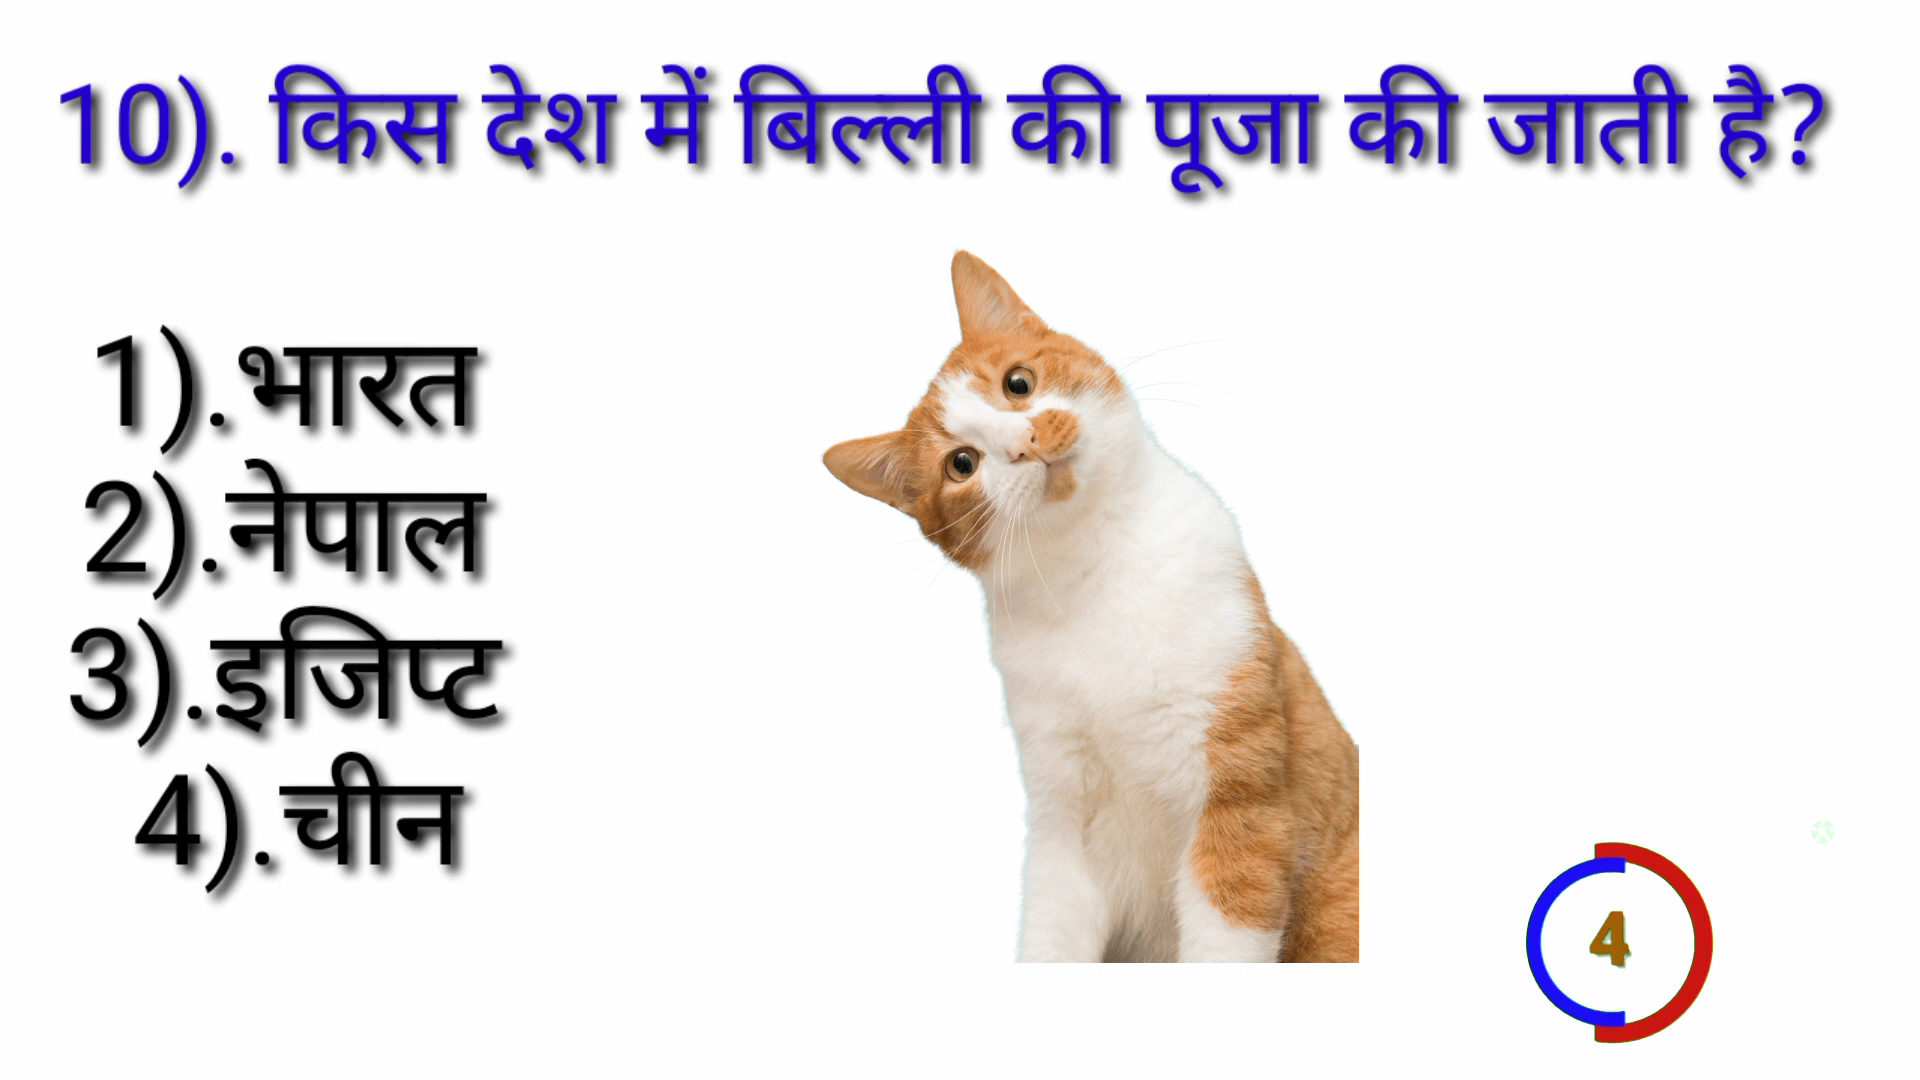 10). किस देश में बिल्ली की पूजा की जाती है?
1).भारत
2).नेपाल
3).इजिप्ट
4).चीन
4